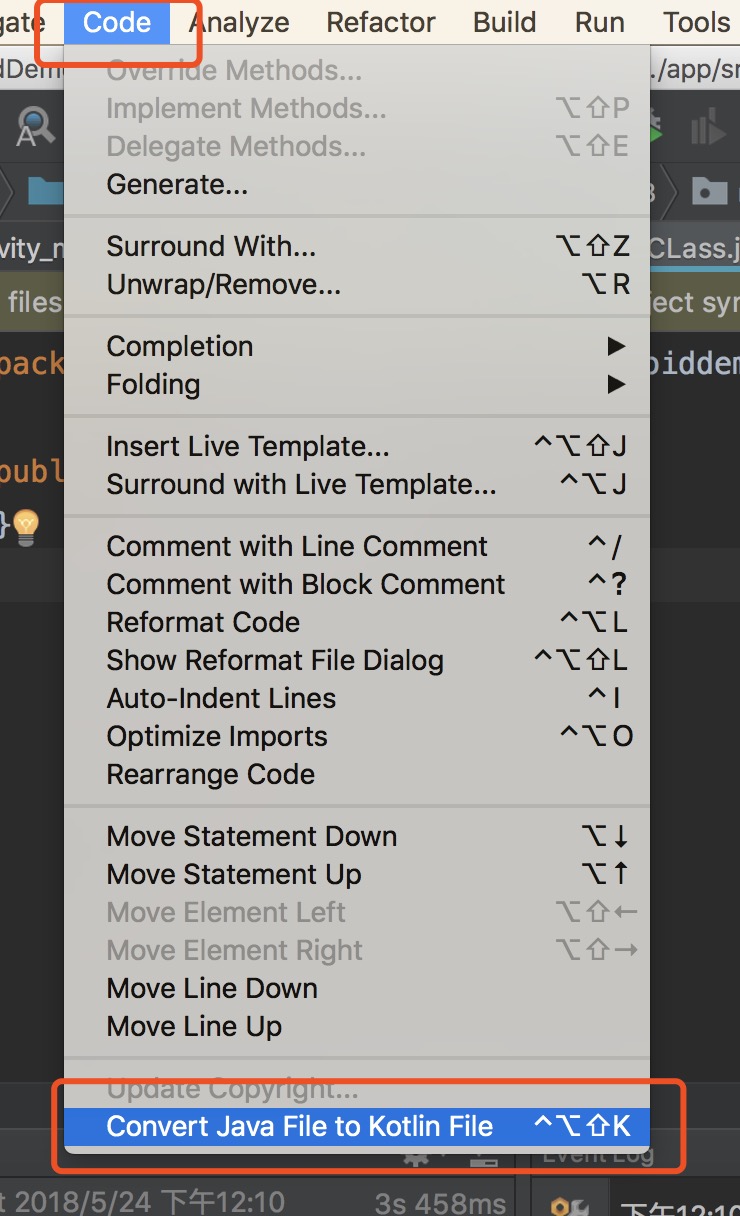 gate Code Analyze Refactor Build Run Tools
dDem ./app/sr
Override Methods...
Implement Methods... ⌥⇧P
Delegate Methods... ⌥⇧E
Generate...
Surround With... ⌥⇧Z
vity_m CLass.j
Unwrap/Remove... ⌥R
files ject syn
Completion ▶
pack oiddem
Folding ▶
Insert Live Template... ^⌥⇧J
publ
Surround with Live Template... ^⌥J
}
Comment with Line Comment ^/
Comment with Block Comment ^?
Reformat Code ^⌥L
Show Reformat File Dialog ^⌥⇧L
Auto-Indent Lines ^I
Optimize Imports ^⌥O
Rearrange Code
Move Statement Down ⌥↓
Move Statement Up ⌥↑
Move Element Left ⌥⇧←
Move Element Right ⌥⇧→
Move Line Down
Move Line Up
Update Copyright...
Convert Java File to Kotlin File ^⌥⇧K
Event Log
t 2018/5/24 下午12:10 3s 458ms
下午12:10